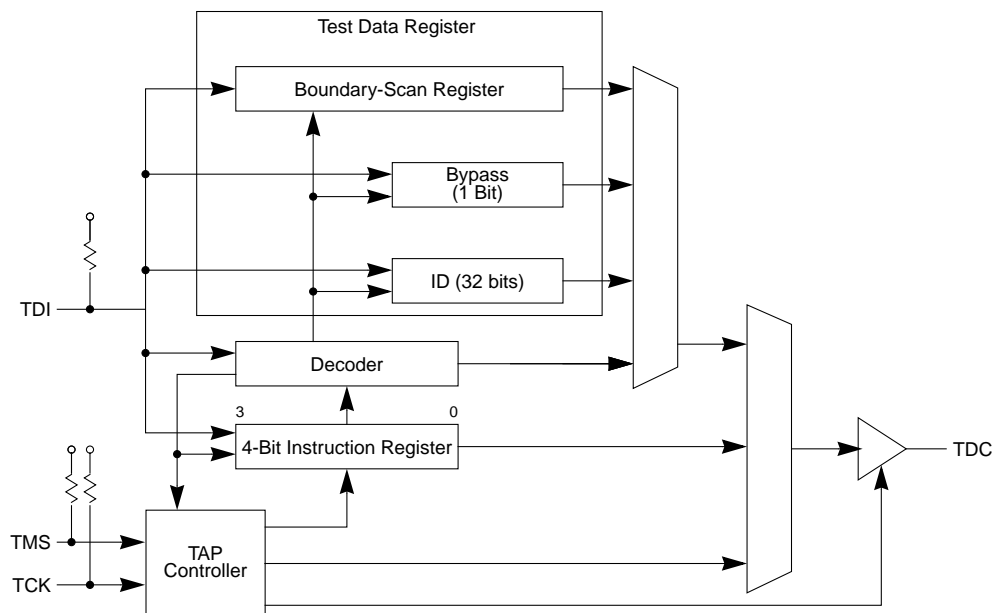 Test Data Register
Boundary-Scan Register
Bypass
(1 Bit)
ID (32 bits)
TDI
Decoder
3
0
4-Bit Instruction Register
TDC
TMS
TAP
Controller
TCK